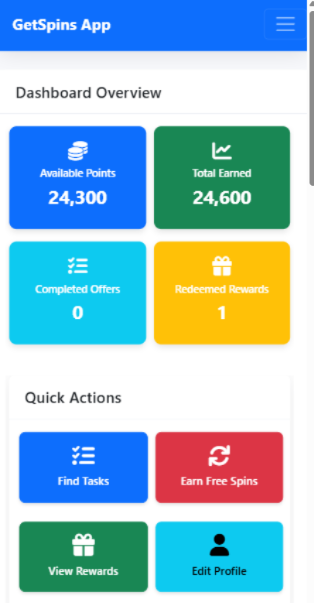 GetSpins App
Dashboard Overview
Available Points
24,300
Total Earned
24,600
Completed Offers
0
Redeemed Rewards
1
Quick Actions
Find Tasks
Earn Free Spins
View Rewards
Edit Profile